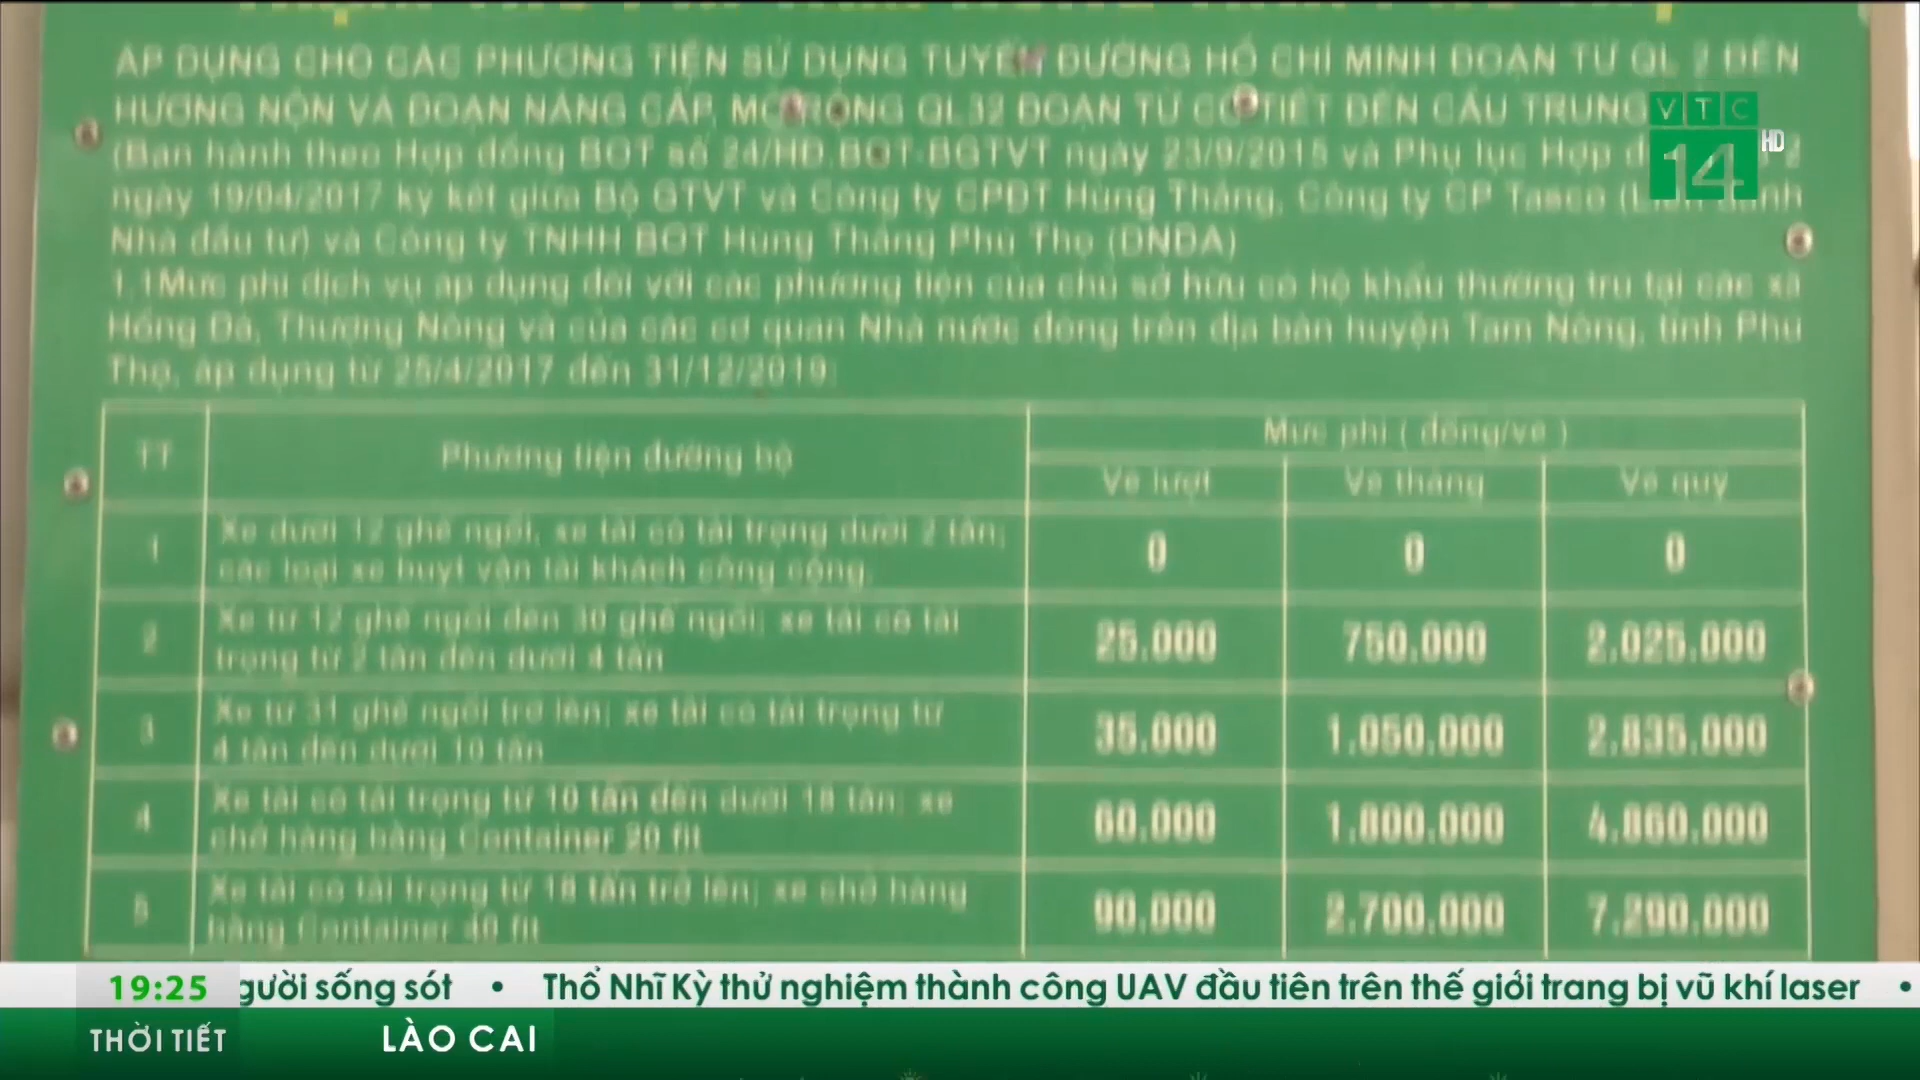 ÁP DỤNG CHO CÁC PHƯƠNG TIỆN SỬ DỤNG TUYẾN ĐƯỜNG HỒ CHÍ MINH ĐOẠN TỪ QL 2 ĐẾN
HƯƠNG NỘN VÀ ĐOẠN NÂNG CẤP, MỞ RỘNG QL32 ĐOẠN TỪ CỔ TIẾT ĐẾN CẦU TRUNG
(Ban hành theo Hợp đồng BOT số 24/HĐ.BOT-BGTVT ngày 23/9/2015 và Phụ lục Hợp
ngày 19/04/2017 ký kết giữa Bộ GTVT và Công ty CPĐT Hùng Thắng, Công ty CP Tasco (Liên danh
Nhà đầu tư) và Công ty TNHH BOT Hùng Thắng Phú Thọ (DNDA)
1.1Mức phí dịch vụ áp dụng đối với các phương tiện của chủ sở hữu có hộ khẩu thường trú tại các xã
Hồng Đà, Thượng Nông và của các cơ quan Nhà nước đóng trên địa bàn huyện Tam Nông, tỉnh Phú
Thọ, áp dụng từ 25/4/2017 đến 31/12/2019:
TT Phương tiện đường bộ Mức phí ( đồng/vé )
Vé lượt Vé tháng Vé quý
1 Xe dưới 12 ghế ngồi, xe tải có tải trọng dưới 2 tấn;
các loại xe buýt vận tải khách công cộng. 0 0 0
2 Xe từ 12 ghế ngồi đến 30 ghế ngồi; xe tải có tải
trọng từ 2 tấn đến dưới 4 tấn 25.000 750.000 2.025.000
3 Xe từ 31 ghế ngồi trở lên; xe tải có tải trọng từ
4 tấn đến dưới 10 tấn 35.000 1.050.000 2.835.000
4 Xe tải có tải trọng từ 10 tấn đến dưới 18 tấn; xe
chở hàng bằng Container 20 fit 60.000 1.800.000 4.860.000
5 Xe tải có tải trọng từ 18 tấn trở lên; xe chở hàng
bằng Container 40 fit 90.000 2.700.000 7.290.000
VTC
14 HD
19:25 gười sống sót • Thổ Nhĩ Kỳ thử nghiệm thành công UAV đầu tiên trên thế giới trang bị vũ khí laser •
THỜI TIẾT LÀO CAI